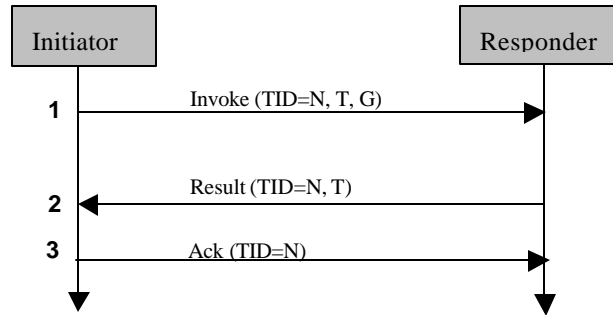 Initiator
Responder
1
Invoke (TID=N, T, G)
2
Result (TID=N, T)
3
Ack (TID=N)